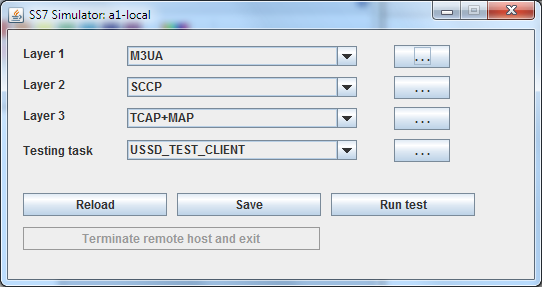 SS7 Simulator: a1-local
Layer 1 M3UA ...
Layer 2 SCCP ...
Layer 3 TCAP+MAP ...
Testing task USSD_TEST_CLIENT ...
Reload Save Run test
Terminate remote host and exit